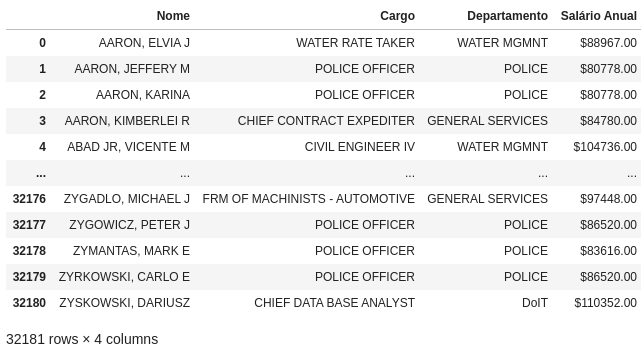 Nome Cargo Departamento Salário Anual
0 AARON, ELVIA J WATER RATE TAKER WATER MGMNT $88967.00
1 AARON, JEFFERY M POLICE OFFICER POLICE $80778.00
2 AARON, KARINA POLICE OFFICER POLICE $80778.00
3 AARON, KIMBERLEI R CHIEF CONTRACT EXPEDITER GENERAL SERVICES $84780.00
4 ABAD JR, VICENTE M CIVIL ENGINEER IV WATER MGMNT $104736.00
... ... ... ... ...
32176 ZYGADLO, MICHAEL J FRM OF MACHINISTS - AUTOMOTIVE GENERAL SERVICES $97448.00
32177 ZYGOWICZ, PETER J POLICE OFFICER POLICE $86520.00
32178 ZYMANTAS, MARK E POLICE OFFICER POLICE $83616.00
32179 ZYRKOWSKI, CARLO E POLICE OFFICER POLICE $86520.00
32180 ZYSKOWSKI, DARIUSZ CHIEF DATA BASE ANALYST DoIT $110352.00
32181 rows × 4 columns